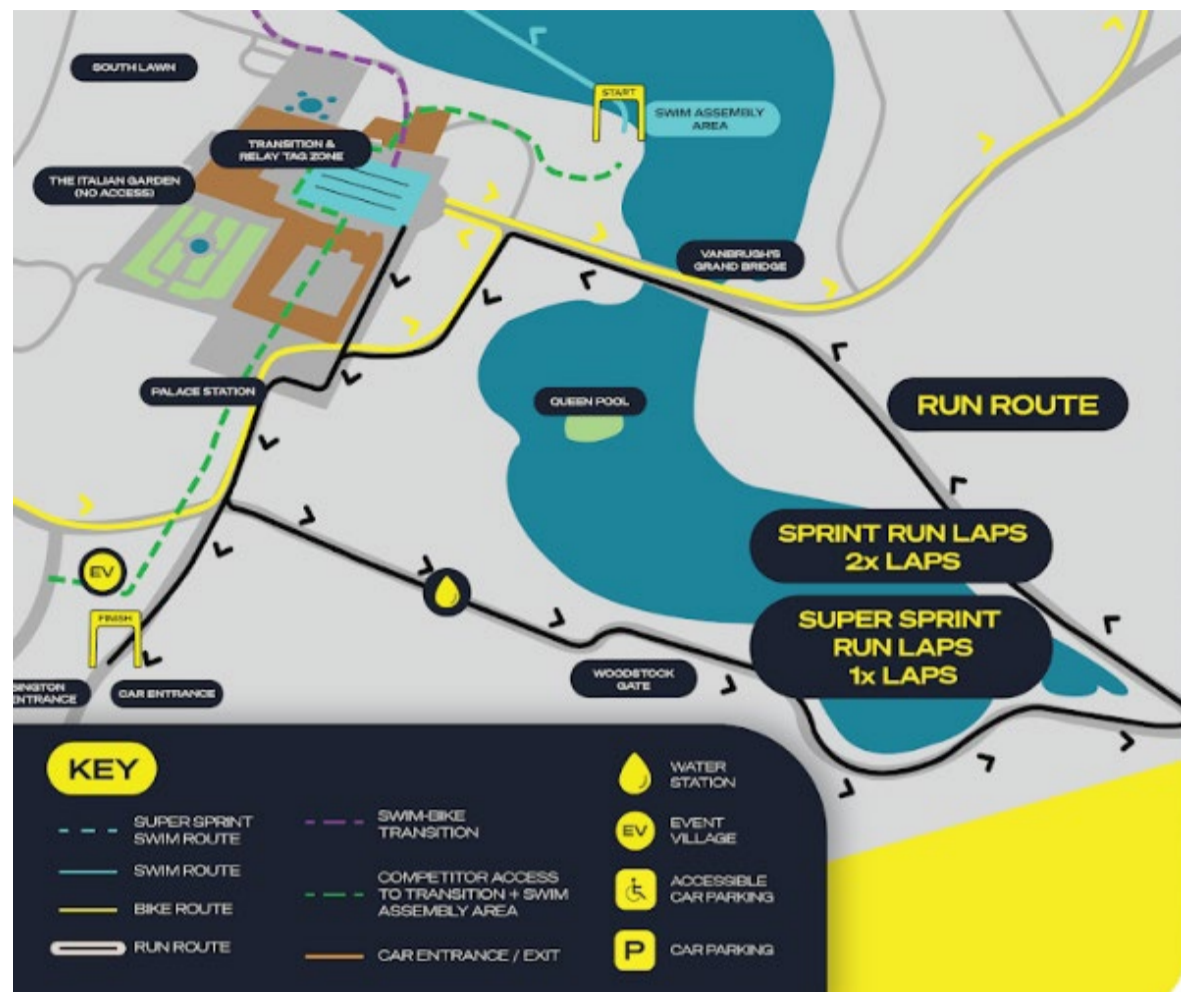 SOUTH LAWN
START
SWIM ASSEMBLY
AREA
TRANSITION &
RELAY TAG ZONE
THE ITALIAN GARDEN
(NO ACCESS)
VANBRUGH'S
GRAND BRIDGE
PALACE STATION
QUEEN POOL
RUN ROUTE
SPRINT RUN LAPS
2x LAPS
EV
FINISH
SUPER SPRINT
RUN LAPS
1x LAPS
WOODSTOCK
GATE
SINGTON
ENTRANCE
CAR ENTRANCE
KEY
SUPER SPRINT
SWIM ROUTE
SWIM ROUTE
BIKE ROUTE
RUN ROUTE
SWIM-BIKE
TRANSITION
COMPETITOR ACCESS
TO TRANSITION + SWIM
ASSEMBLY AREA
CAR ENTRANCE / EXIT
WATER
STATION
EV
EVENT
VILLAGE
ACCESSIBLE
CAR PARKING
P
CAR PARKING